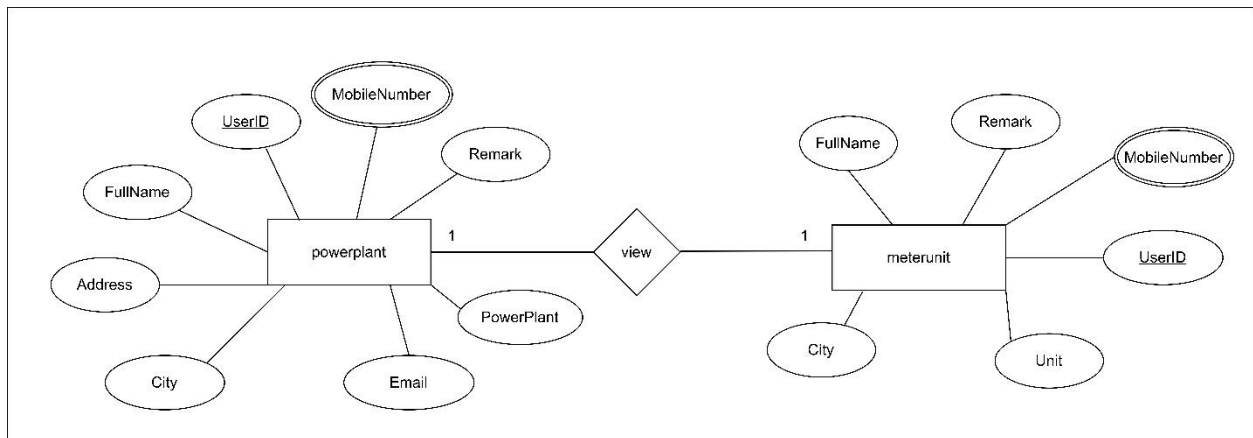 MobileNumber
UserID
Remark
FullName
powerplant
1
Address
PowerPlant
City
Email
view
FullName
Remark
MobileNumber
1
meterunit
UserID
City
Unit